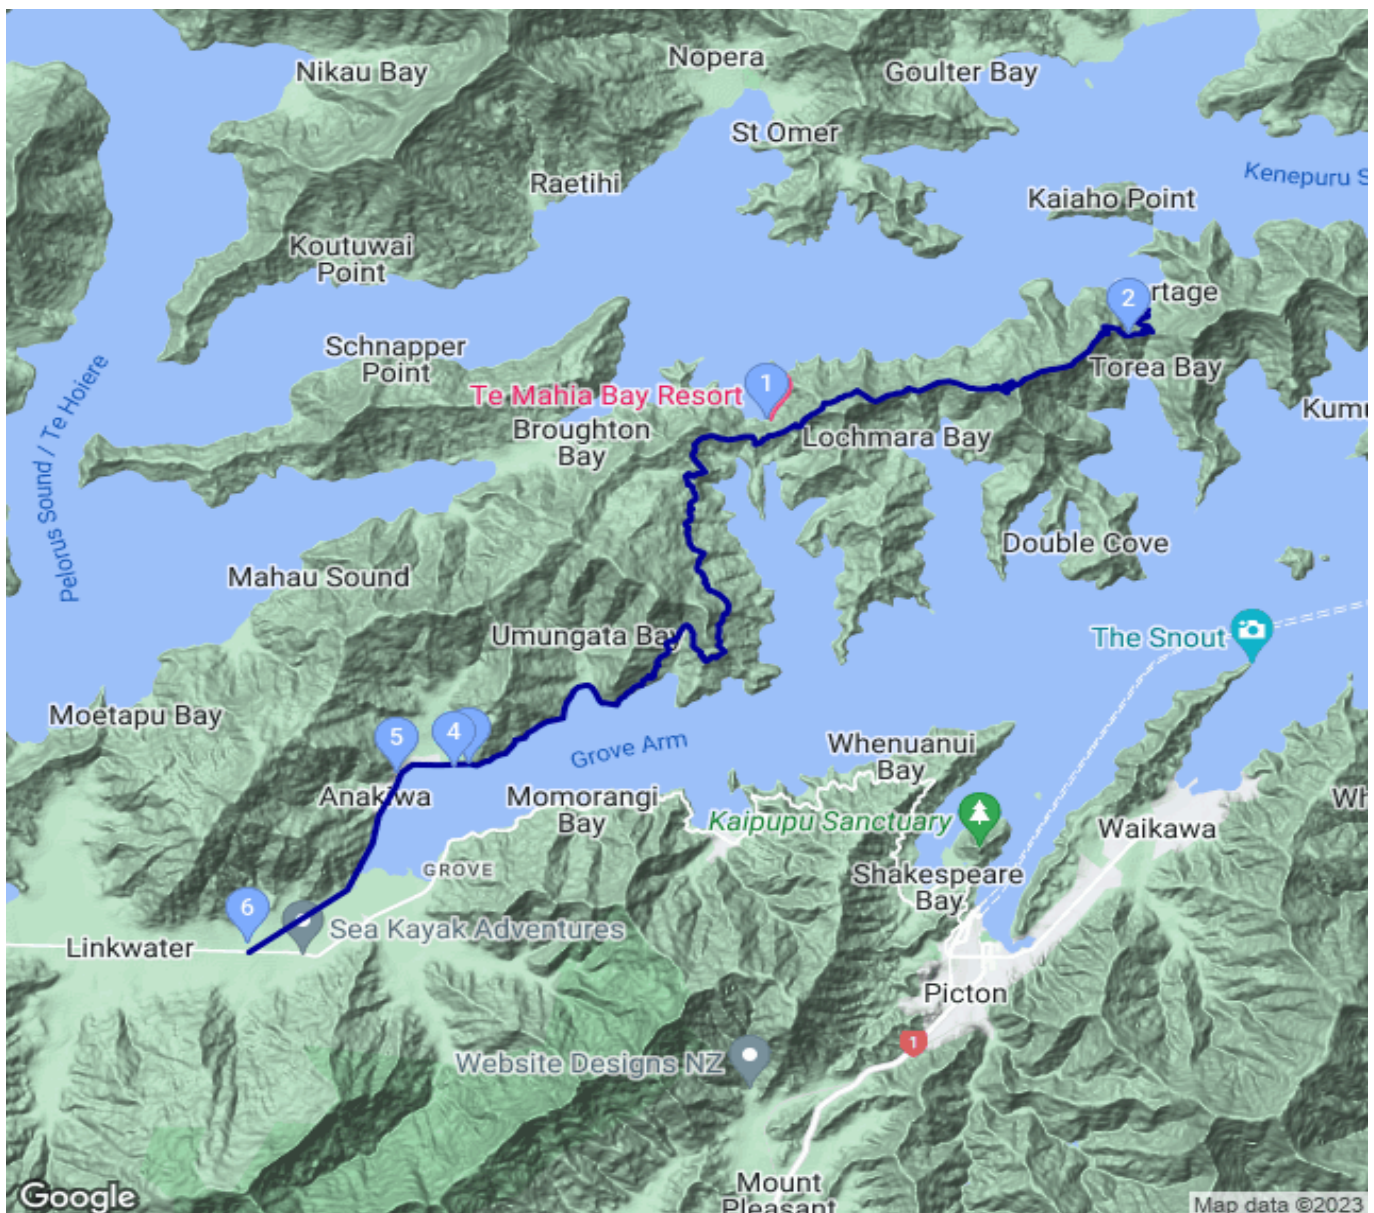 Nopera
Nikau Bay
Goulter Bay
St Omer
Raetihi
Kenepuru S
Kaiaho Point
Koutuwai
Point
2
rtage
Schnapper
Point
Torea Bay
1
Te Mahia Bay Resort
Kumu
Broughton
Bay
Lochmara Bay
Pelorus Sound / Te Hoiere
Double Cove
Mahau Sound
Umungata Bay
The Snout
Moetapu Bay
5
4
Grove Arm
Whenuanui
Bay
Anakiwa
Momorangi
Bay
Wh
Kaipupu Sanctuary
Waikawa
GROVE
Shakespeare
Bay
6
Sea Kayak Adventures
Linkwater
Picton
1
Website Designs NZ
Mount
Pleasant
Google
Map data ©2023